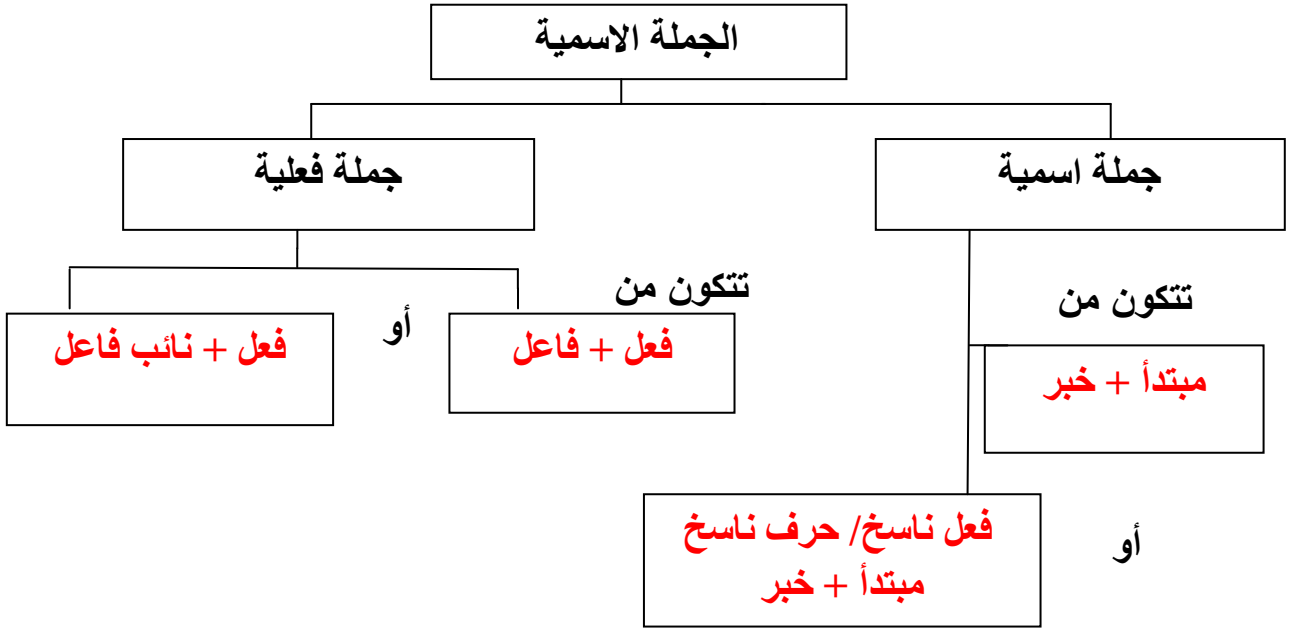 الجملة الاسمية
جملة اسمية
جملة فعلية
تتكون من
مبتدأ + خبر
أو
فعل ناسخ/ حرف ناسخ
مبتدأ + خبر
تتكون من
فعل + فاعل
أو
فعل + نائب فاعل